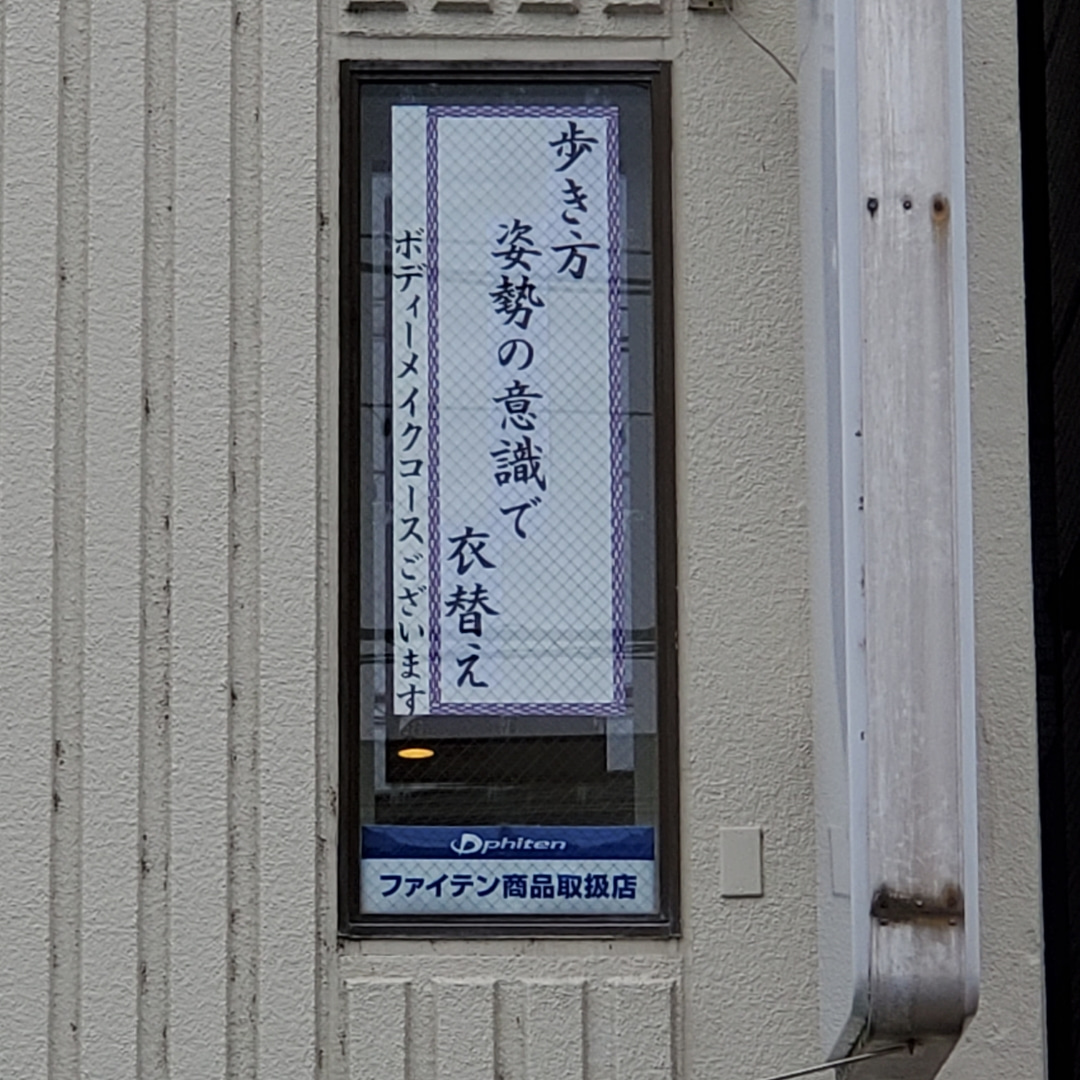 歩き方
姿勢の意識で
衣替え
ボディーメイクコースございます
phiten
ファイテン商品取扱店